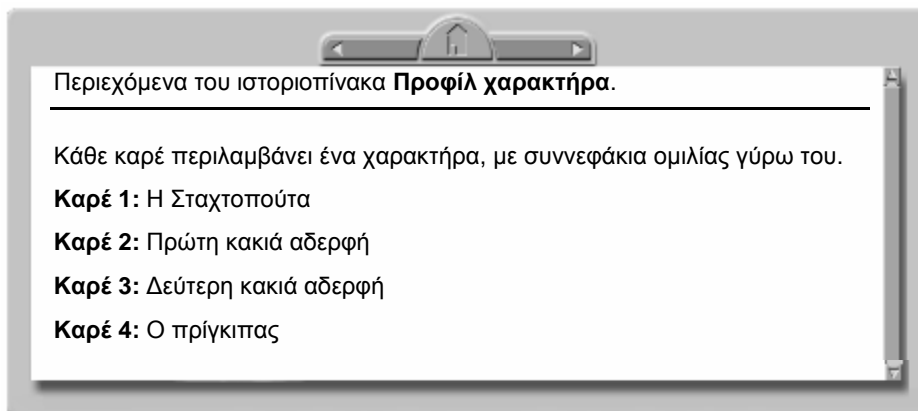 Περιεχόμενα του ιστοριοπίνακα Προφίλ χαρακτήρα.
Κάθε καρέ περιλαμβάνει ένα χαρακτήρα, με συννεφάκια ομιλίας γύρω του.
Καρέ 1: Η Σταχτοπούτα
Καρέ 2: Πρώτη κακιά αδερφή
Καρέ 3: Δεύτερη κακιά αδερφή
Καρέ 4: Ο πρίγκιπας